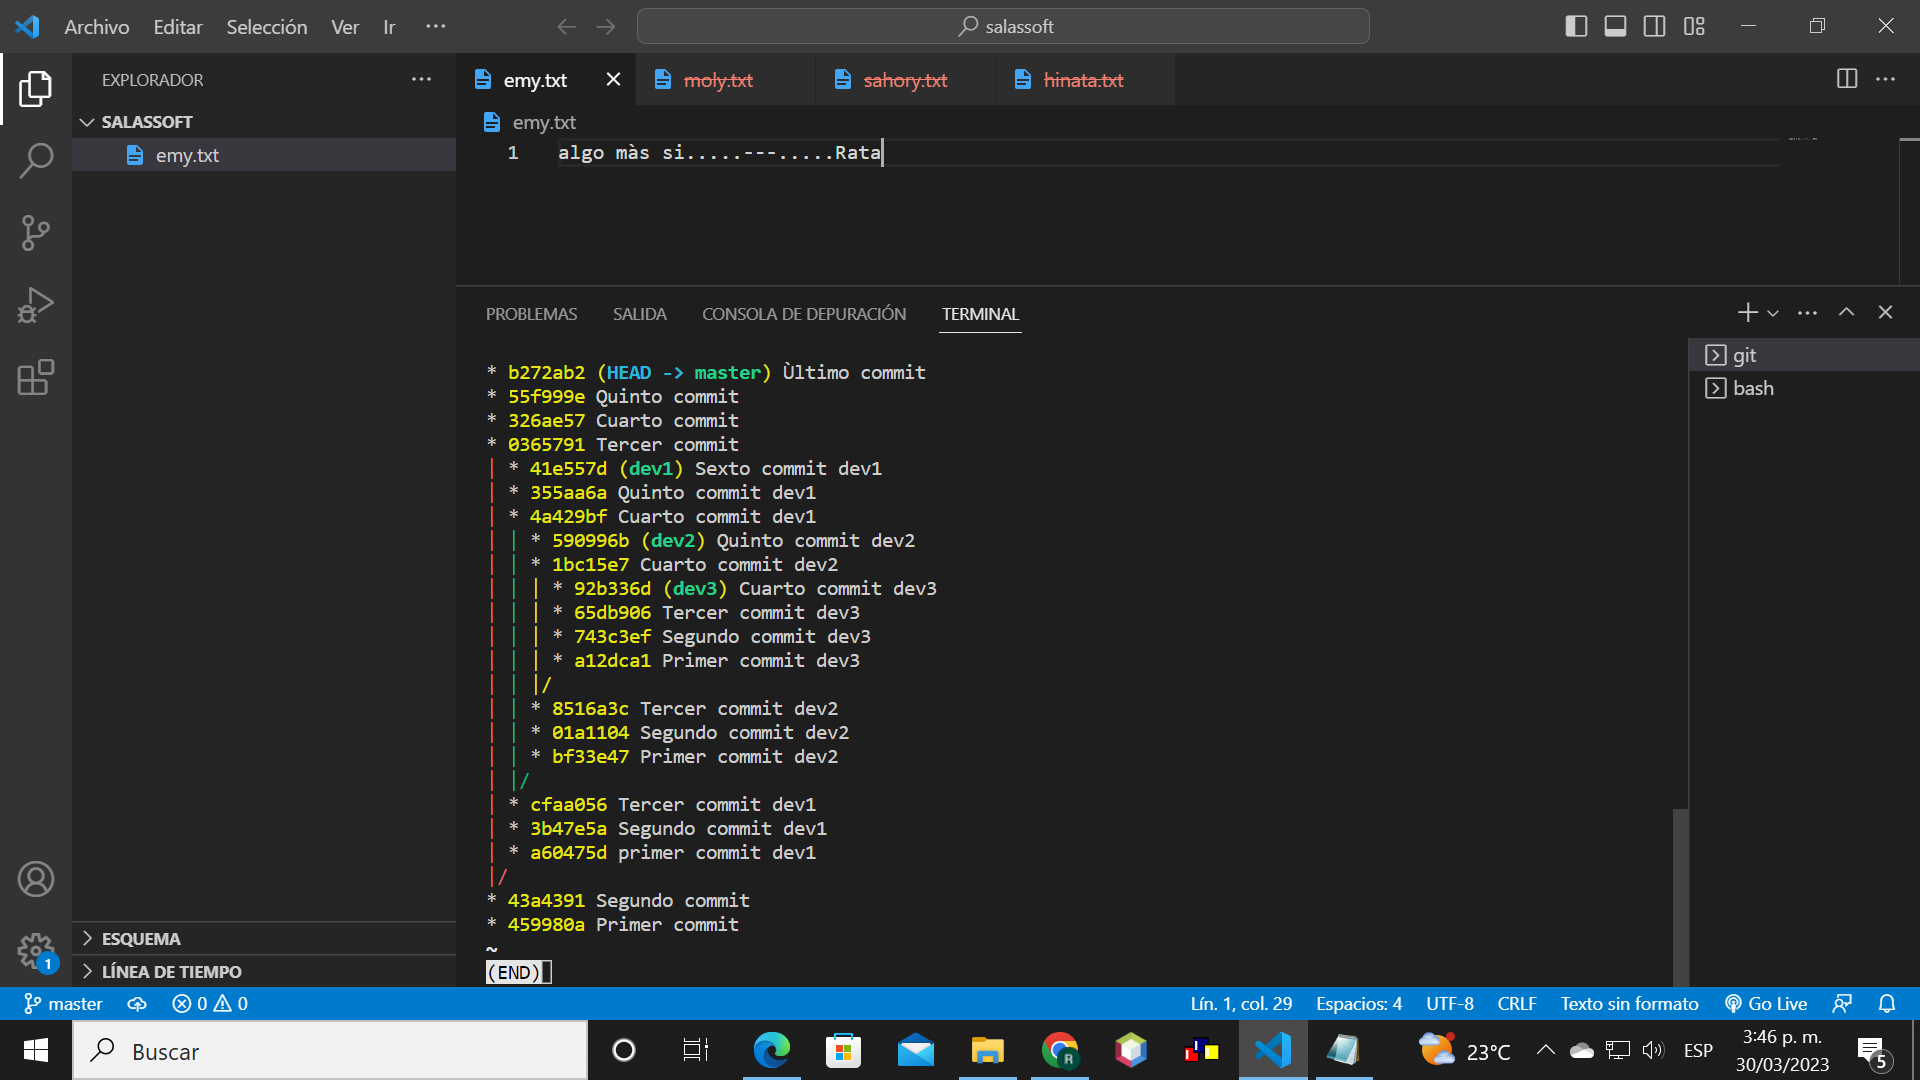 Archivo Editar Selección Ver Ir ··· salassoft
EXPLORADOR ···
SALASSOFT
emy.txt
ESQUEMA
LÍNEA DE TIEMPO
1
emy.txt moly.txt sahory.txt hinata.txt ···
emy.txt
1 algo màs si.....---.....Rata
PROBLEMAS SALIDA CONSOLA DE DEPURACIÓN TERMINAL ···
* b272ab2 (HEAD -> master) Ùltimo commit
* 55f999e Quinto commit
* 326ae57 Cuarto commit
* 0365791 Tercer commit
| * 41e557d (dev1) Sexto commit dev1
| * 355aa6a Quinto commit dev1
| * 4a429bf Cuarto commit dev1
| | * 590996b (dev2) Quinto commit dev2
| | * 1bc15e7 Cuarto commit dev2
| | | * 92b336d (dev3) Cuarto commit dev3
| | | * 65db906 Tercer commit dev3
| | | * 743c3ef Segundo commit dev3
| | | * a12dca1 Primer commit dev3
| | |/
| | * 8516a3c Tercer commit dev2
| | * 01a1104 Segundo commit dev2
| | * bf33e47 Primer commit dev2
| |/
| * cfaa056 Tercer commit dev1
| * 3b47e5a Segundo commit dev1
| * a60475d primer commit dev1
|/
* 43a4391 Segundo commit
* 459980a Primer commit
~
(END)
git
bash
master 0 0 Lín. 1, col. 29 Espacios: 4 UTF-8 CRLF Texto sin formato Go Live
Buscar R 23°C ESP 3:46 p. m.
30/03/2023
5